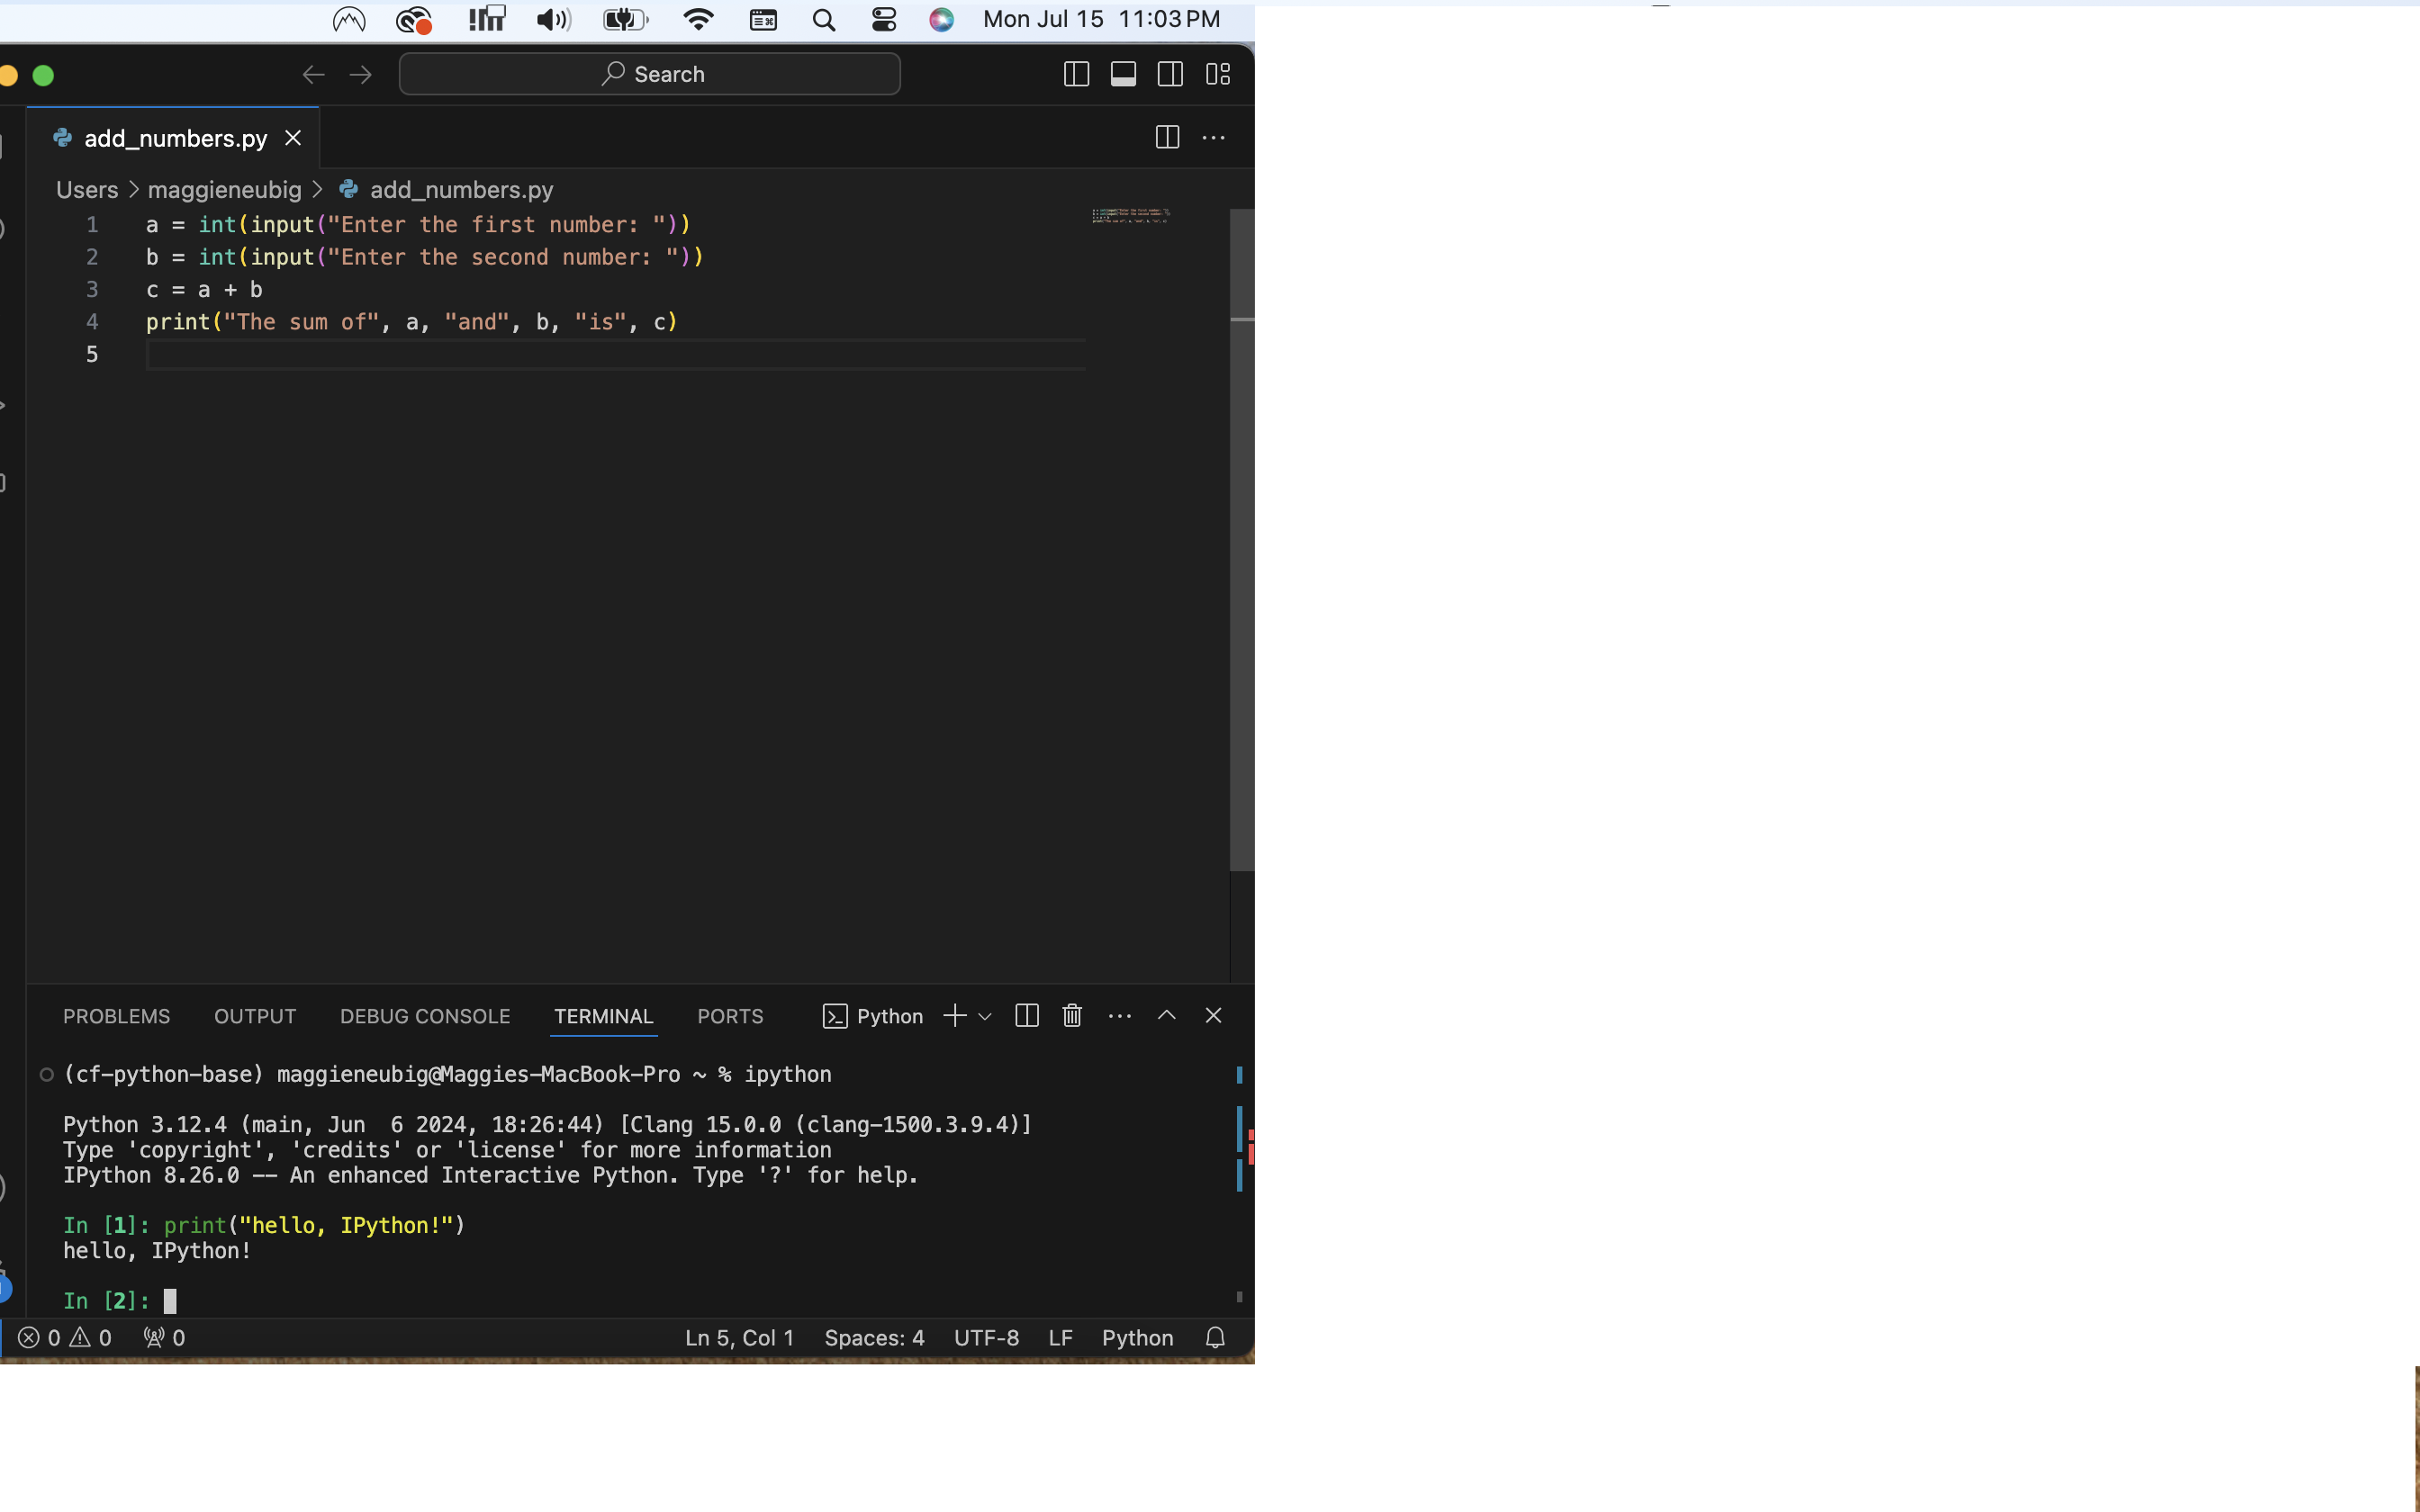 Mon Jul 15 11:03 PM
Search
add_numbers.py
Users > maggieneubig > add_numbers.py
1 a = int(input("Enter the first number: "))
2 b = int(input("Enter the second number: "))
3 c = a + b
4 print("The sum of", a, "and", b, "is", c)
5
PROBLEMS OUTPUT DEBUG CONSOLE TERMINAL PORTS Python
(cf-python-base) maggieneubig@Maggies-MacBook-Pro ~ % ipython
Python 3.12.4 (main, Jun  6 2024, 18:26:44) [Clang 15.0.0 (clang-1500.3.9.4)]
Type 'copyright', 'credits' or 'license' for more information
IPython 8.26.0 -- An enhanced Interactive Python. Type '?' for help.
In [1]: print("hello, IPython!")
hello, IPython!
In [2]:
0 0 0 Ln 5, Col 1 Spaces: 4 UTF-8 LF Python